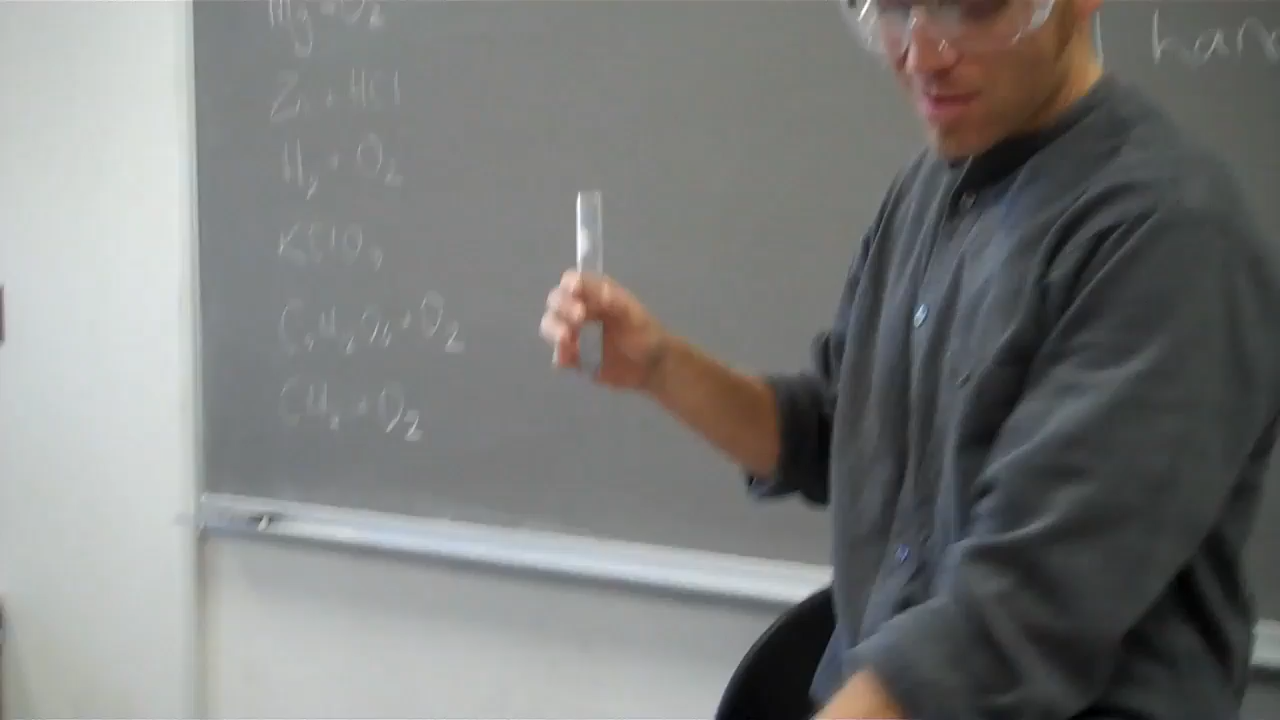 Mg + O2
Zn + HCl
H2 + O2
KClO3
C6H12O6 + O2
CH4 + O2